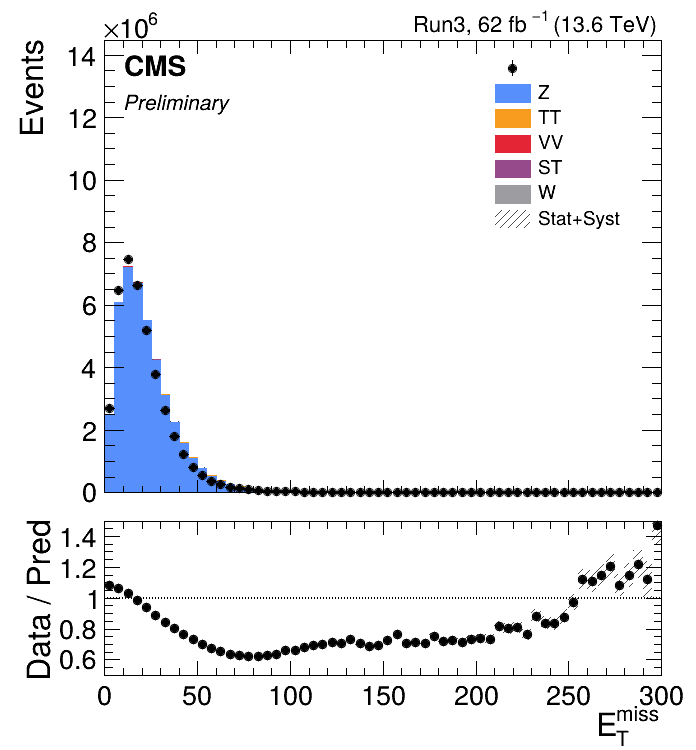 ×10⁶
Run3, 62 fb⁻¹ (13.6 TeV)
Events
CMS
Preliminary
Z
TT
VV
ST
W
Stat+Syst
14
12
10
8
6
4
2
0
Data / Pred
1.4
1.2
1
0.8
0.6
0 50 100 150 200 250 300
E_T^miss